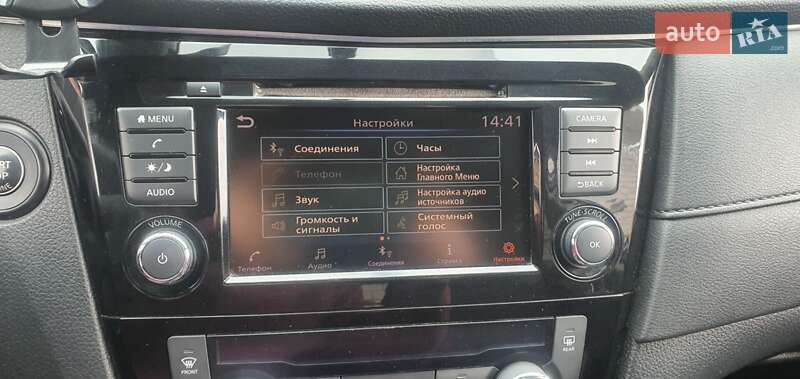 auto RIA
.com
MENU
AUDIO
VOLUME
Настройки
14:41
Соединения
Часы
Телефон
Настройка
Главного Меню
Звук
Настройка аудио
источников
Громкость и
сигналы
Системный
голос
Телефон
Аудио
Соединения
Справка
Настройки
CAMERA
BACK
TUNE•SCROLL
OK
FRONT
REAR